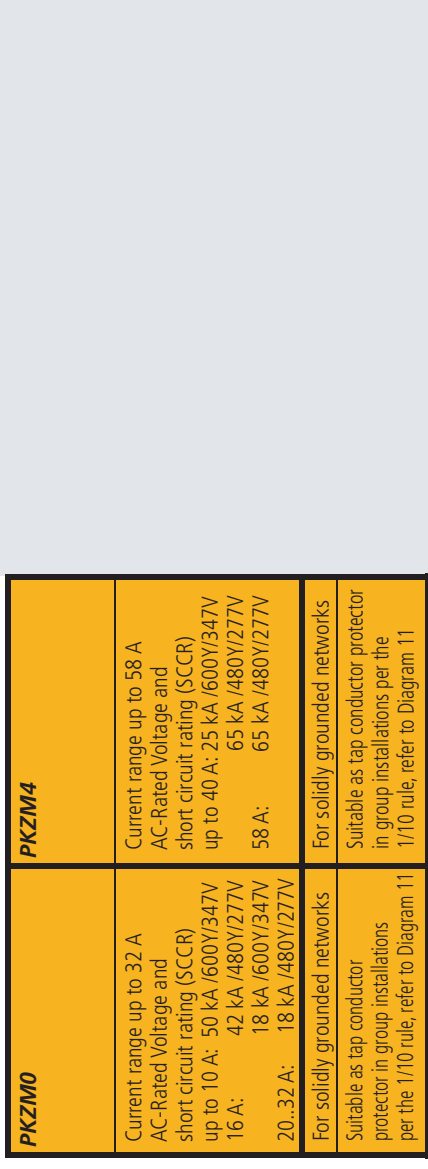 PKZM0
Current range up to 32 A
AC-Rated Voltage and
short circuit rating (SCCR)
up to 10 A: 50 kA /600Y/347V
16 A: 42 kA /480Y/277V
18 kA /600Y/347V
20..32 A: 18 kA /480Y/277V
For solidly grounded networks
Suitable as tap conductor
protector in group installations
per the 1/10 rule, refer to Diagram 11
PKZM4
Current range up to 58 A
AC-Rated Voltage and
short circuit rating (SCCR)
up to 40 A: 25 kA /600Y/347V
65 kA /480Y/277V
58 A: 65 kA /480Y/277V
For solidly grounded networks
Suitable as tap conductor protector
in group installations per the
1/10 rule, refer to Diagram 11